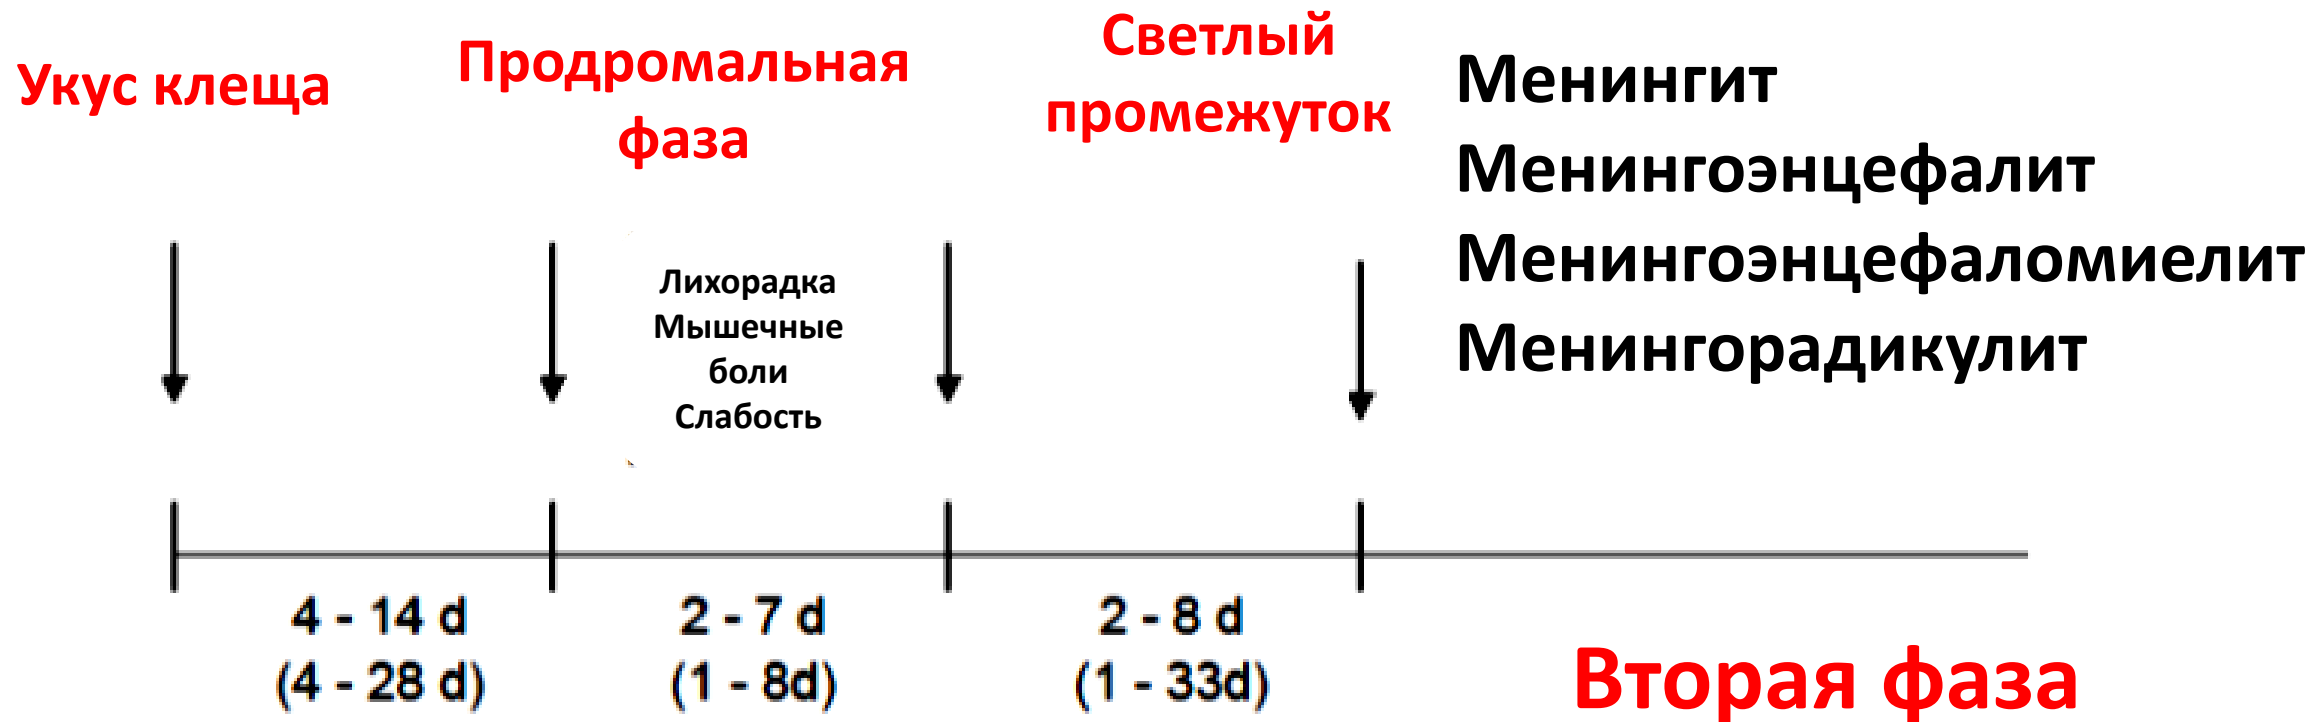 Укус клеща
Продромальная
фаза
Светлый
промежуток
Менингит
Менингоэнцефалит
Менингоэнцефаломиелит
Менингорадикулит
Лихорадка
Мышечные
боли
Слабость
4 - 14 d
(4 - 28 d)
2 - 7 d
(1 - 8d)
2 - 8 d
(1 - 33d)
Вторая фаза